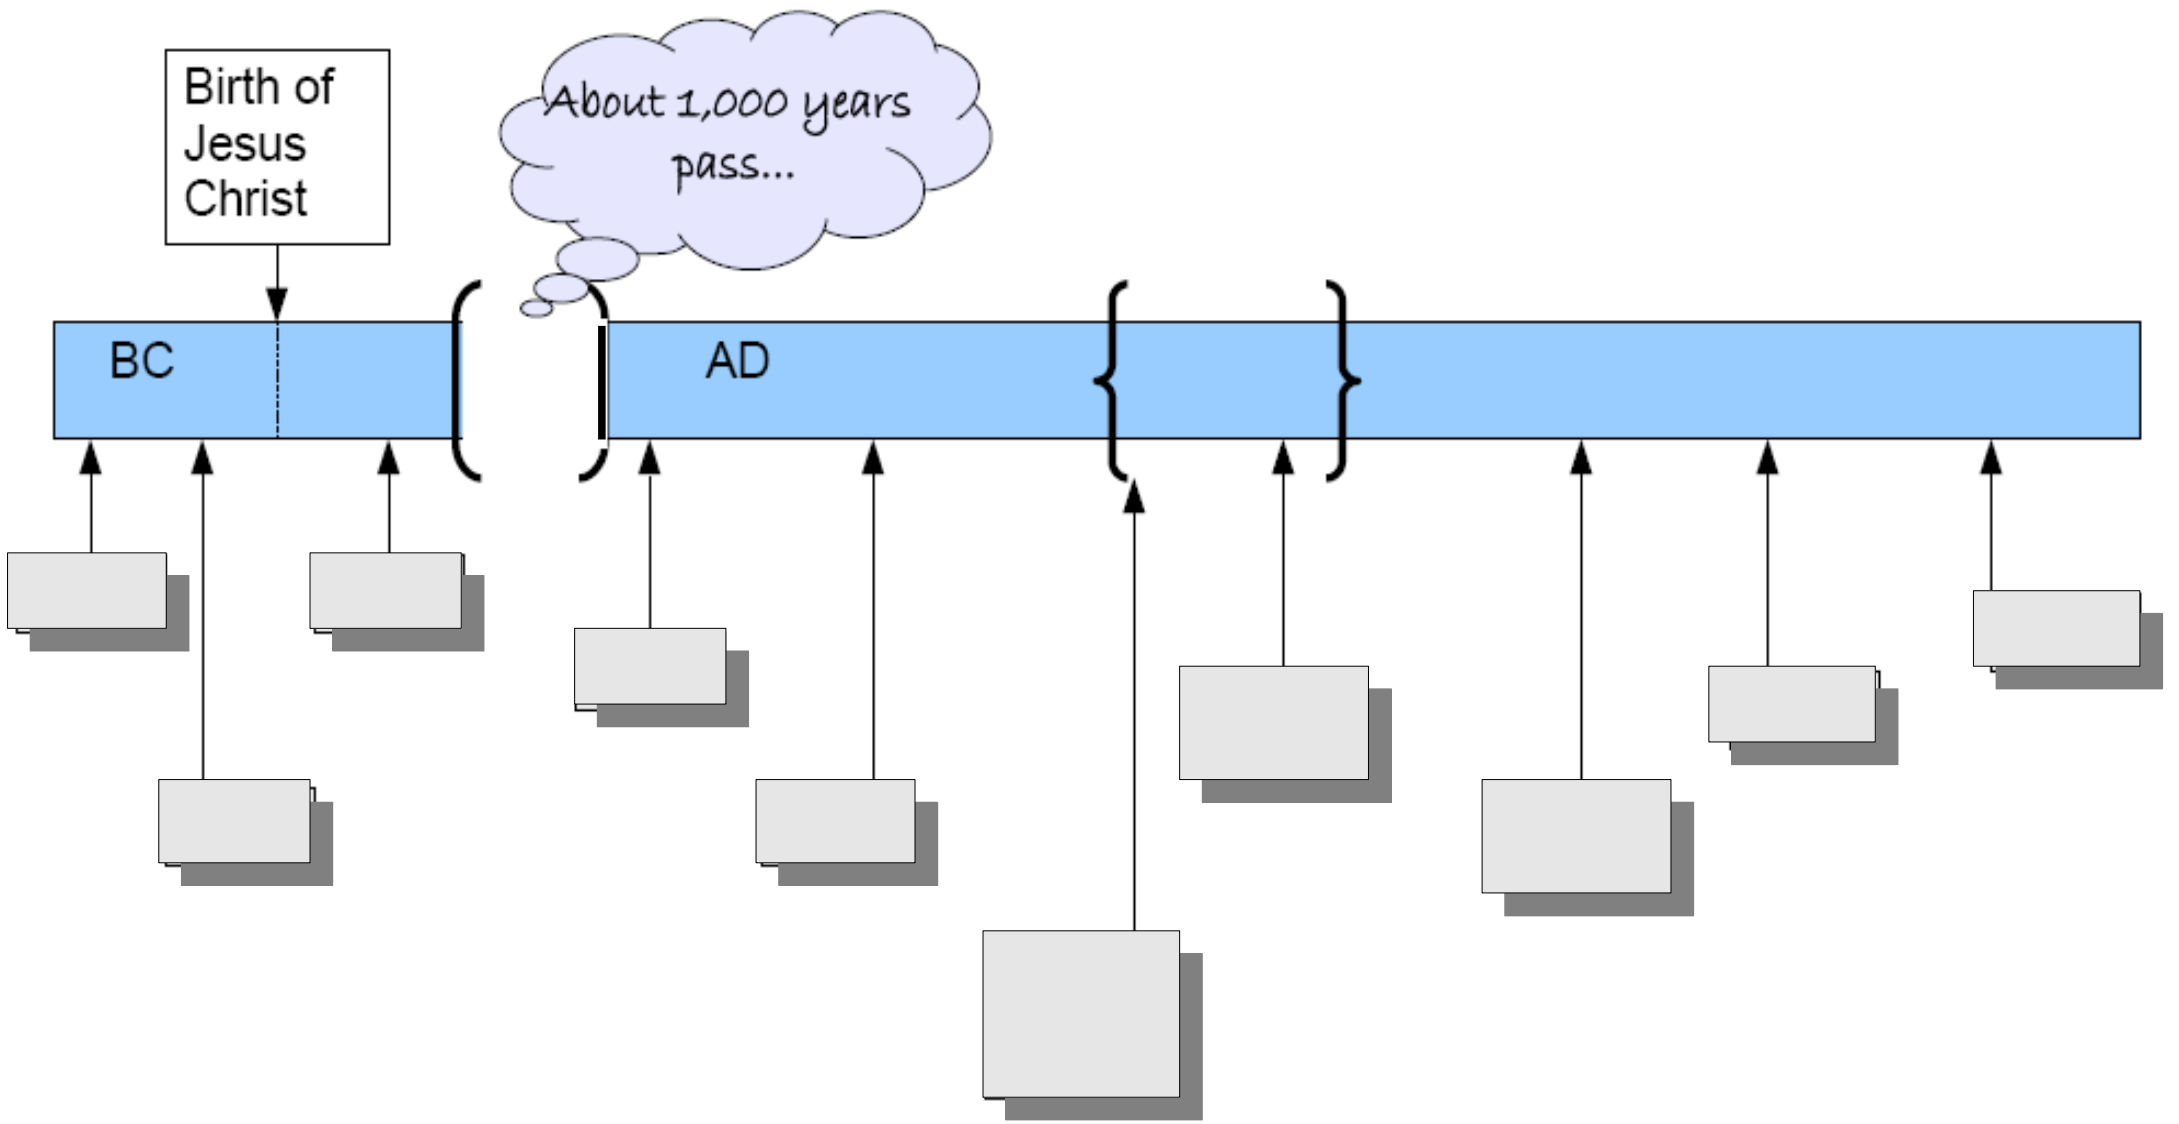 Birth of
Jesus
Christ
About 1,000 years
pass...
BC
AD